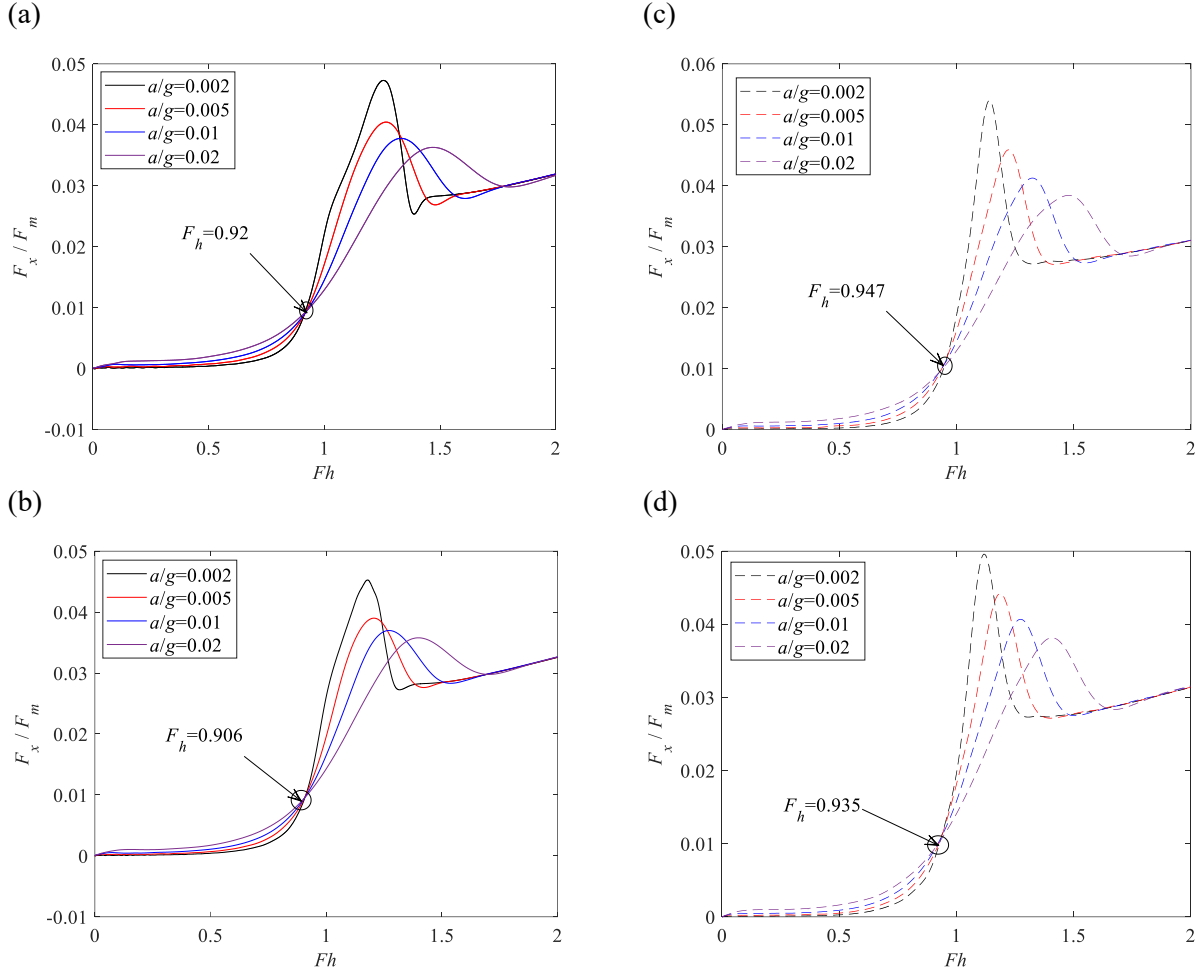 (a)
0.05
0.04
0.03
0.02
0.01
0
-0.01
F_x / F_m
a/g=0.002
a/g=0.005
a/g=0.01
a/g=0.02
F_h=0.92
0 0.5 1 1.5 2
Fh
(c)
0.06
0.05
0.04
0.03
0.02
0.01
0
F_x / F_m
a/g=0.002
a/g=0.005
a/g=0.01
a/g=0.02
F_h=0.947
0 0.5 1 1.5 2
Fh
(b)
0.05
0.04
0.03
0.02
0.01
0
-0.01
F_x / F_m
a/g=0.002
a/g=0.005
a/g=0.01
a/g=0.02
F_h=0.906
0 0.5 1 1.5 2
Fh
(d)
0.05
0.04
0.03
0.02
0.01
0
F_x / F_m
a/g=0.002
a/g=0.005
a/g=0.01
a/g=0.02
F_h=0.935
0 0.5 1 1.5 2
Fh